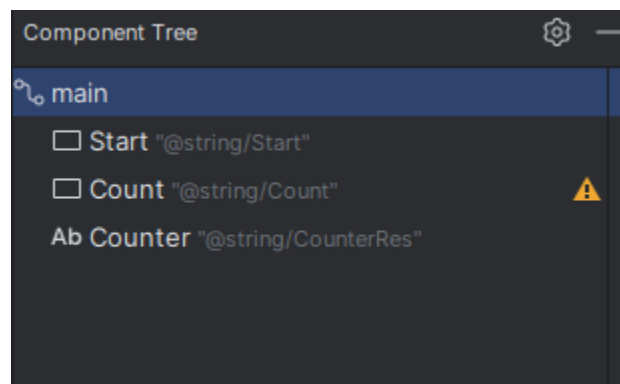 Component Tree
main
Start "@string/Start"
Count "@string/Count"
Ab Counter "@string/CounterRes"